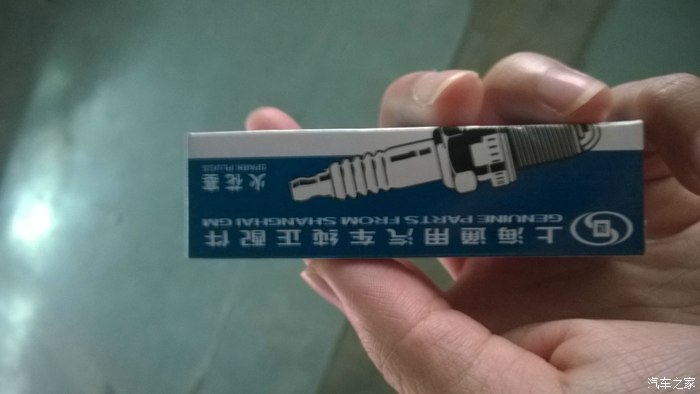 上海通用汽车纯正配件
GENUINE PARTS FROM SHANGHAI GM
火花塞
SPARK PLUGS
汽车之家